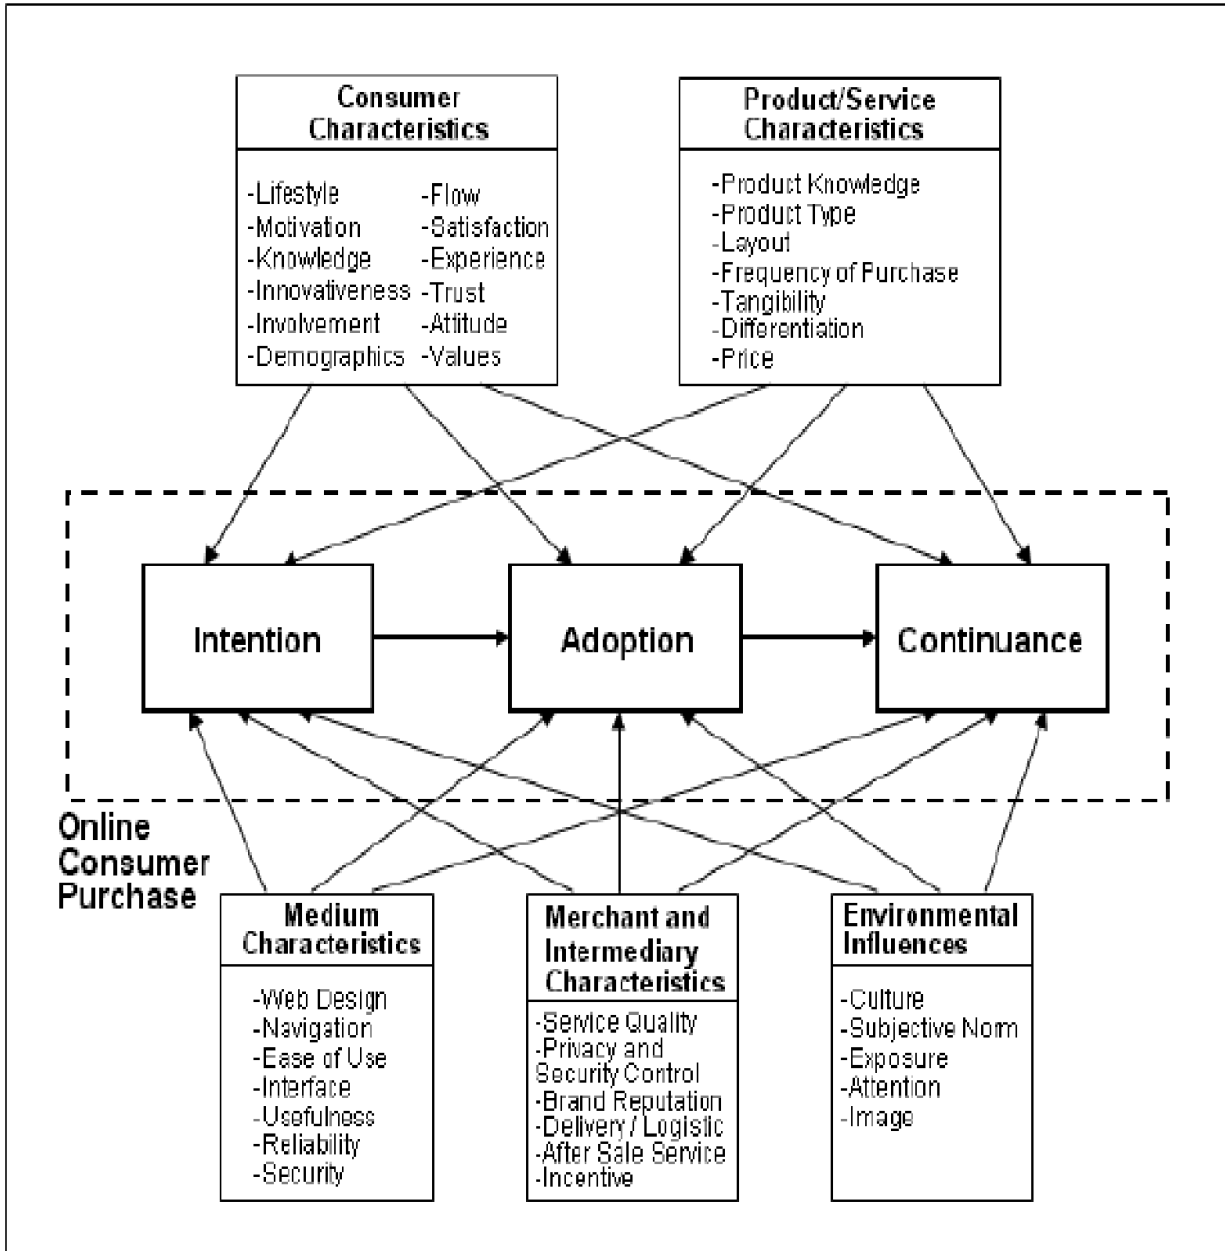 Consumer
Characteristics
-Lifestyle
-Motivation
-Knowledge
-Innovativeness
-Involvement
-Demographics
-Flow
-Satisfaction
-Experience
-Trust
-Attitude
-Values
Product/Service
Characteristics
-Product Knowledge
-Product Type
-Layout
-Frequency of Purchase
-Tangibility
-Differentiation
-Price
Intention
Adoption
Continuance
Online
Consumer
Purchase
Medium
Characteristics
-Web Design
-Navigation
-Ease of Use
-Interface
-Usefulness
-Reliability
-Security
Merchant and
Intermediary
Characteristics
-Service Quality
-Privacy and
Security Control
-Brand Reputation
-Delivery / Logistic
-After Sale Service
-Incentive
Environmental
Influences
-Culture
-Subjective Norm
-Exposure
-Attention
-Image